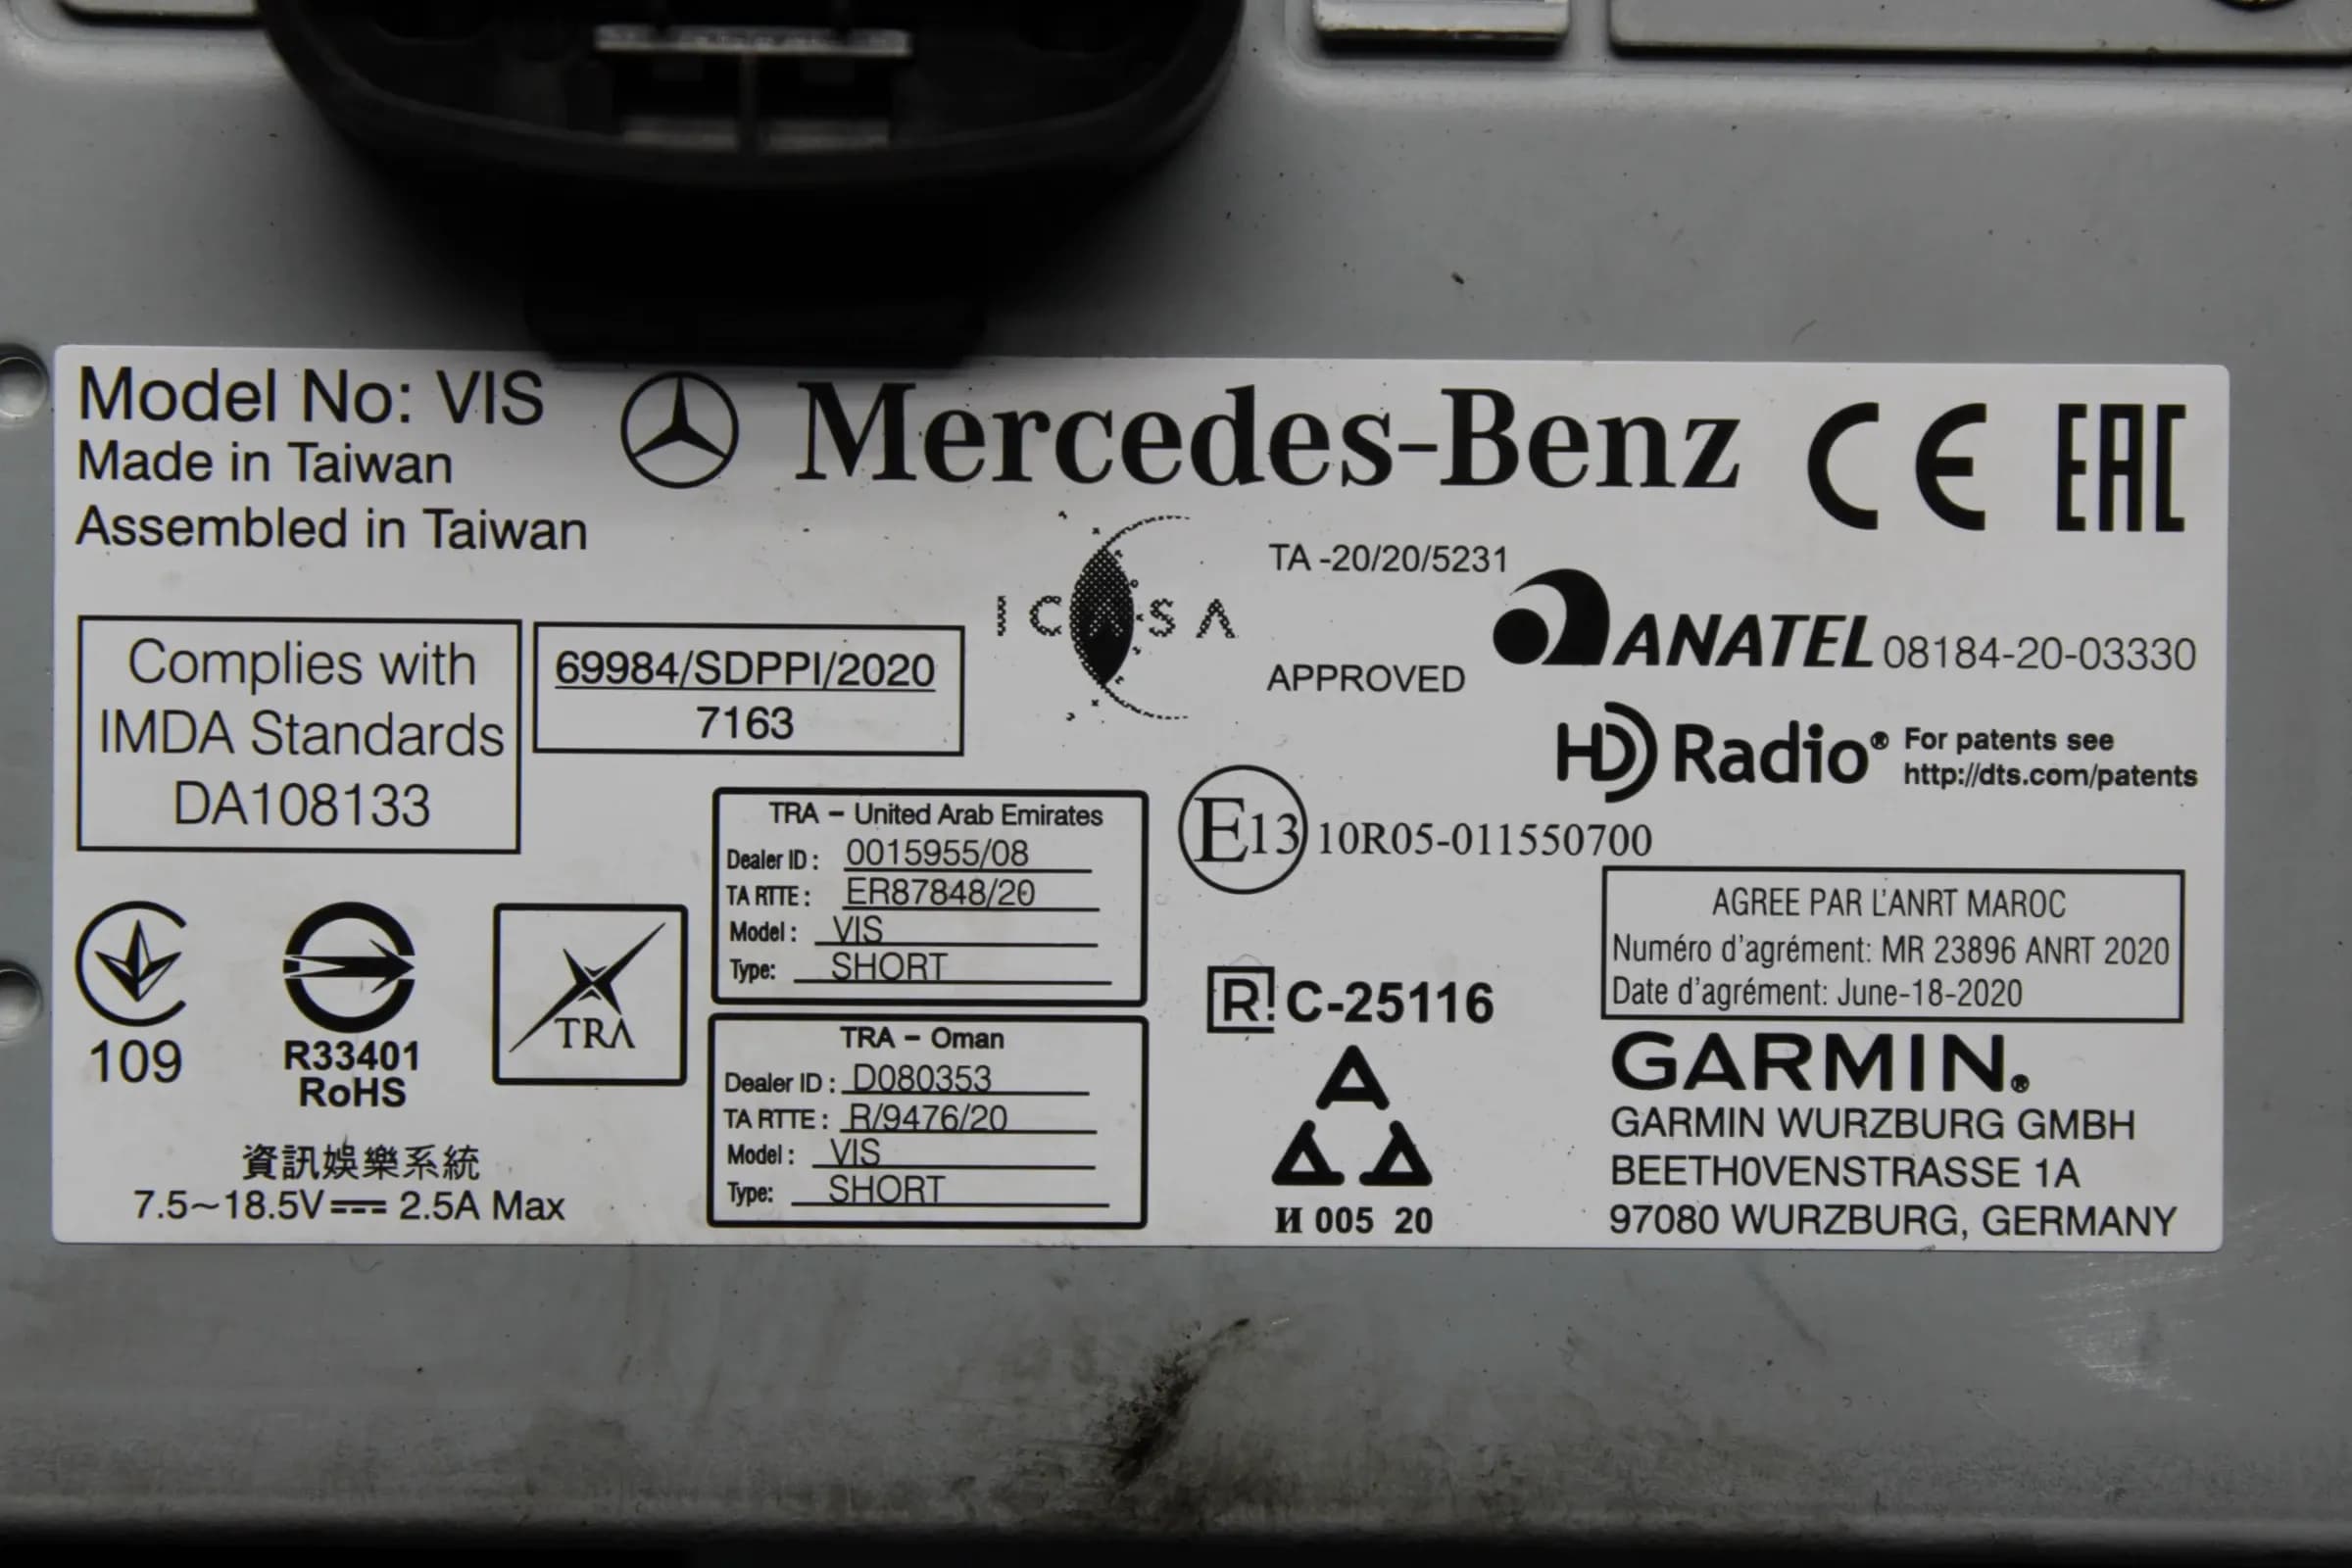 Model No: VIS
Made in Taiwan
Assembled in Taiwan
Mercedes-Benz
CE
EAC
ICASA
TA -20/20/5231
APPROVED
ANATEL 08184-20-03330
Complies with
IMDA Standards
DA108133
69984/SDPPI/2020
7163
HD Radio® For patents see
http://dts.com/patents
TRA – United Arab Emirates
Dealer ID: 0015955/08
TA RTTE: ER87848/20
Model: VIS
Type: SHORT
E13 10R05-011550700
AGREE PAR L'ANRT MAROC
Numéro d'agrément: MR 23896 ANRT 2020
Date d'agrément: June-18-2020
109
R33401
RoHS
TRA
R! C-25116
TRA – Oman
Dealer ID: D080353
TA RTTE: R/9476/20
Model: VIS
Type: SHORT
И 005 20
資訊娛樂系統
7.5~18.5V⎓ 2.5A Max
GARMIN®
GARMIN WURZBURG GMBH
BEETHOVENSTRASSE 1A
97080 WURZBURG, GERMANY